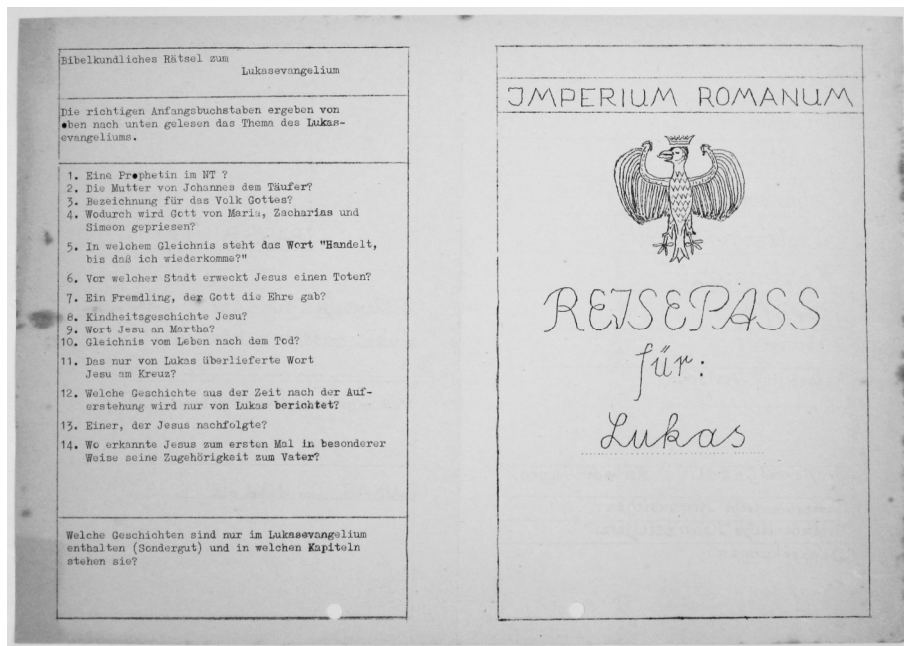 Bibelkundliches Rätsel zum
Lukasevangelium
Die richtigen Anfangsbuchstaben ergeben von
oben nach unten gelesen das Thema des Lukas-
evangeliums.
1. Eine Prophetin im NT ?
2. Die Mutter von Johannes dem Täufer?
3. Bezeichnung für das Volk Gottes?
4. Wodurch wird Gott von Maria, Zacharias und
Simeon gepriesen?
5. In welchem Gleichnis steht das Wort "Handelt,
bis daß ich wiederkomme?"
6. Vor welcher Stadt erweckt Jesus einen Toten?
7. Ein Fremdling, der Gott die Ehre gab?
8. Kindheitsgeschichte Jesu?
9. Wort Jesu an Martha?
10. Gleichnis vom Leben nach dem Tod?
11. Das nur von Lukas überlieferte Wort
Jesu am Kreuz?
12. Welche Geschichte aus der Zeit nach der Auf-
erstehung wird nur von Lukas berichtet?
13. Einer, der Jesus nachfolgte?
14. Wo erkannte Jesus zum ersten Mal in besonderer
Weise seine Zugehörigkeit zum Vater?
Welche Geschichten sind nur im Lukasevangelium
enthalten (Sondergut) und in welchen Kapiteln
stehen sie?
IMPERIUM ROMANUM
REISEPASS
für:
Lukas